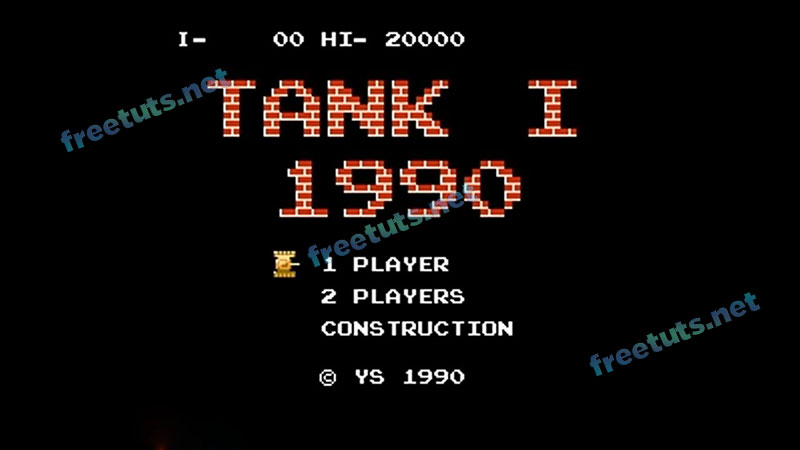 I-    00 HI- 20000
TANK I
1990
1 PLAYER
2 PLAYERS
CONSTRUCTION
© YS 1990
freetuts.net
freetuts.net
freetuts.net